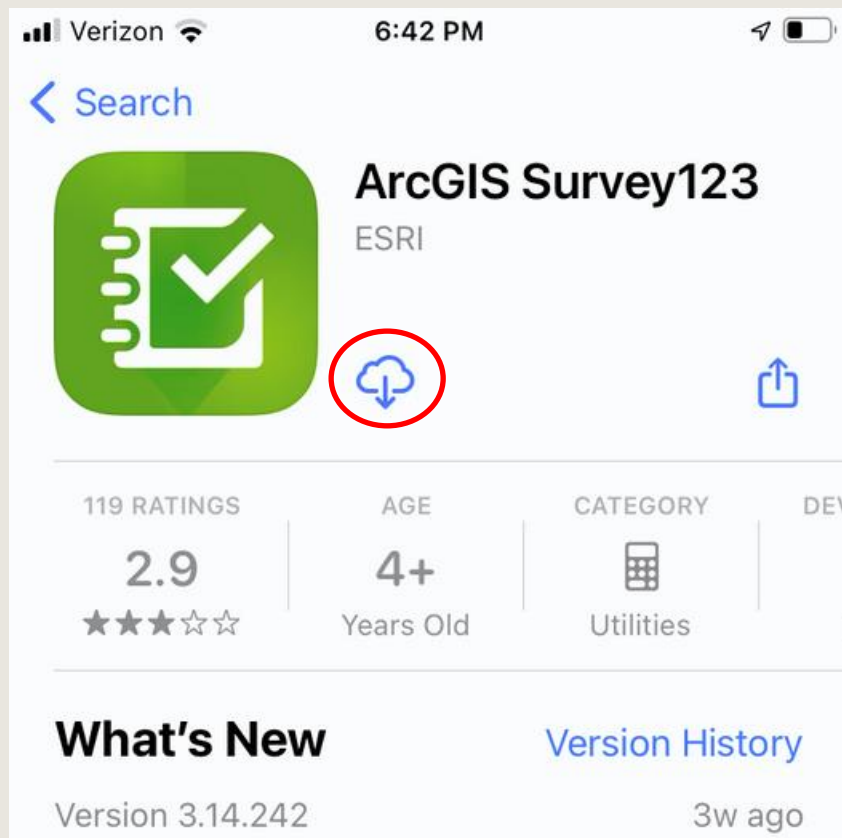 Verizon 6:42 PM
Search
ArcGIS Survey123
ESRI
119 RATINGS AGE CATEGORY DEV
2.9 4+
Years Old Utilities
What's New Version History
Version 3.14.242 3w ago